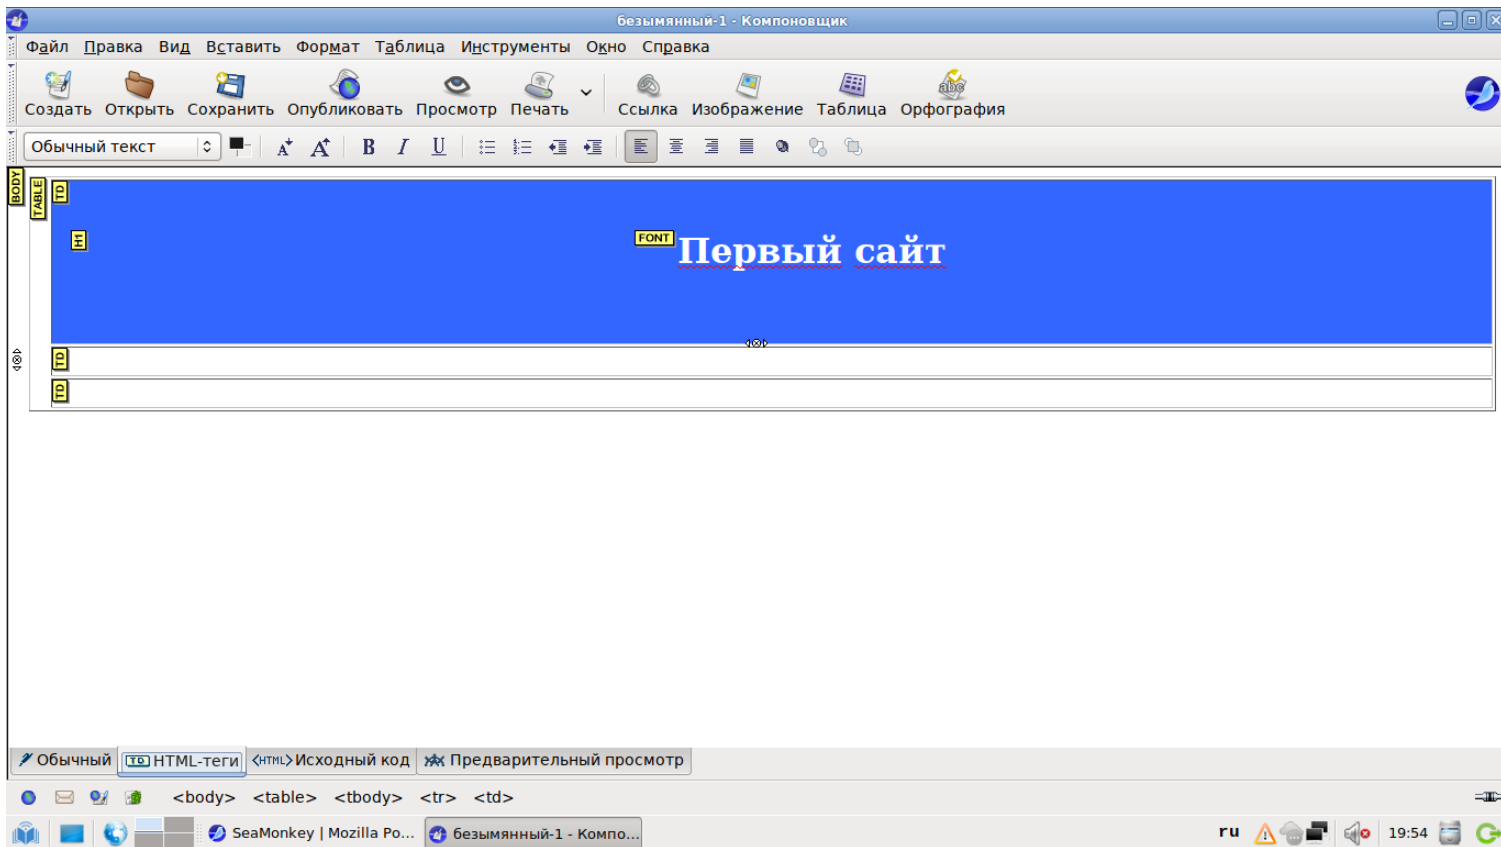 безымянный-1 - Компоновщик
Файл Правка Вид Вставить Формат Таблица Инструменты Окно Справка
Создать Открыть Сохранить Опубликовать Просмотр Печать Ссылка Изображение Таблица Орфография
Обычный текст
BODY
TABLE
TD
H1
FONT
Первый сайт
TD
TD
Обычный TD HTML-теги <HTML> Исходный код Предварительный просмотр
<body> <table> <tbody> <tr> <td>
SeaMonkey | Mozilla Po... безымянный-1 - Компо... ru 19:54